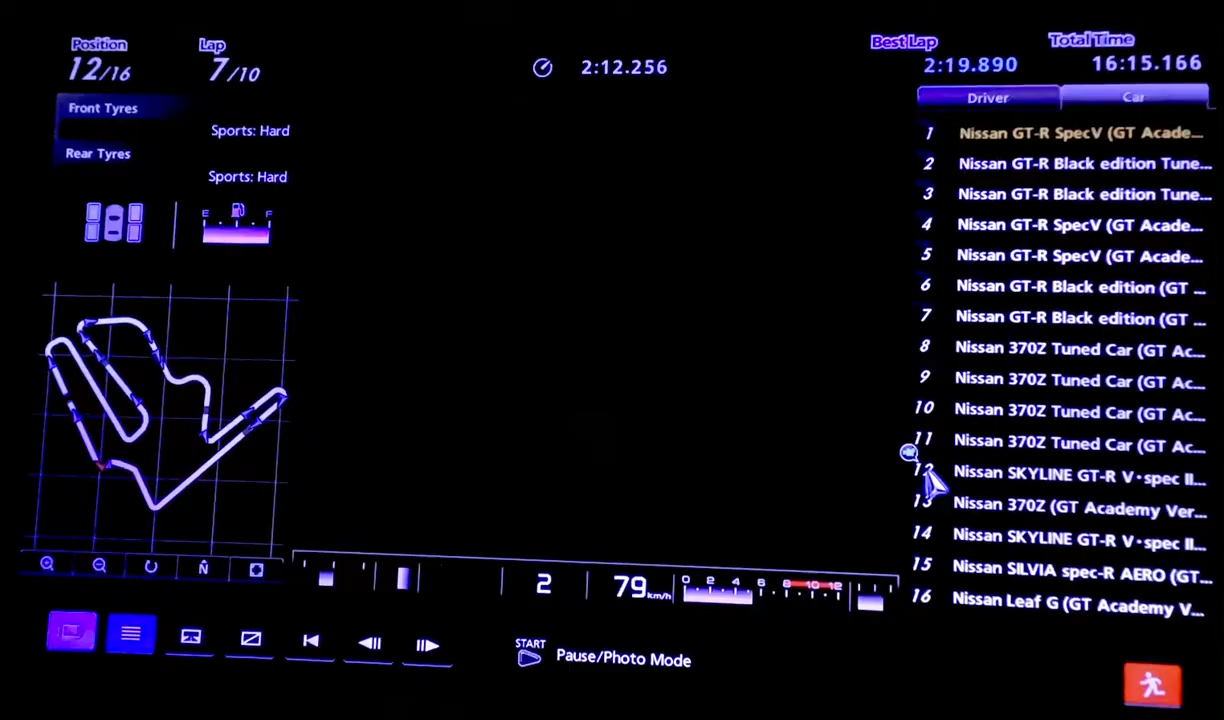 Position
12/16
Lap
7/10
2:12.256
Best Lap
2:19.890
Total Time
16:15.166
Front Tyres
Sports: Hard
Rear Tyres
Sports: Hard
E F
Driver
Car
1 Nissan GT-R SpecV (GT Acade...
2 Nissan GT-R Black edition Tune...
3 Nissan GT-R Black edition Tune...
4 Nissan GT-R SpecV (GT Acade...
5 Nissan GT-R SpecV (GT Acade...
6 Nissan GT-R Black edition (GT ...
7 Nissan GT-R Black edition (GT ...
8 Nissan 370Z Tuned Car (GT Ac...
9 Nissan 370Z Tuned Car (GT Ac...
10 Nissan 370Z Tuned Car (GT Ac...
11 Nissan 370Z Tuned Car (GT Ac...
12 Nissan SKYLINE GT-R V·spec II...
13 Nissan 370Z (GT Academy Ver...
14 Nissan SKYLINE GT-R V·spec II...
15 Nissan SILVIA spec-R AERO (GT...
16 Nissan Leaf G (GT Academy V...
N
2
79 km/h
0 2 4 6 8 10 12
START
Pause/Photo Mode